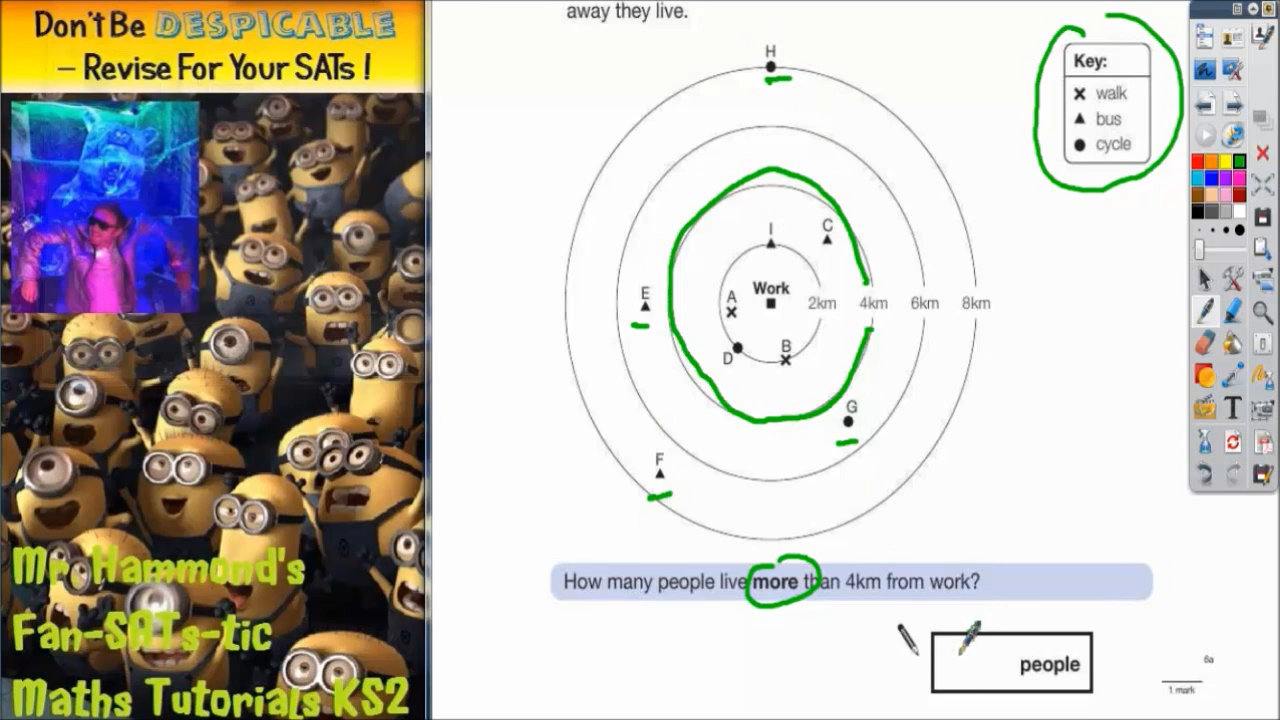 Don't Be DESPICABLE
– Revise For Your SATs !
Mr. Hammond's
Fan-SATs-tic
Maths Tutorials KS2
away they live.
Key:
walk
bus
cycle
H
I
C
E
A
Work
2km
4km
6km
8km
D
B
G
F
How many people live more than 4km from work?
people
6a
1 mark
T